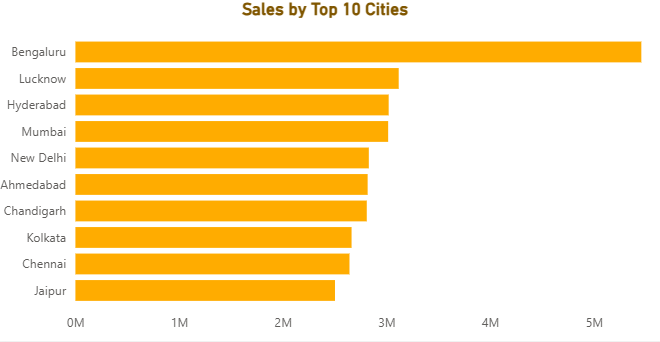 Sales by Top 10 Cities
Bengaluru
Lucknow
Hyderabad
Mumbai
New Delhi
Ahmedabad
Chandigarh
Kolkata
Chennai
Jaipur
0M 1M 2M 3M 4M 5M